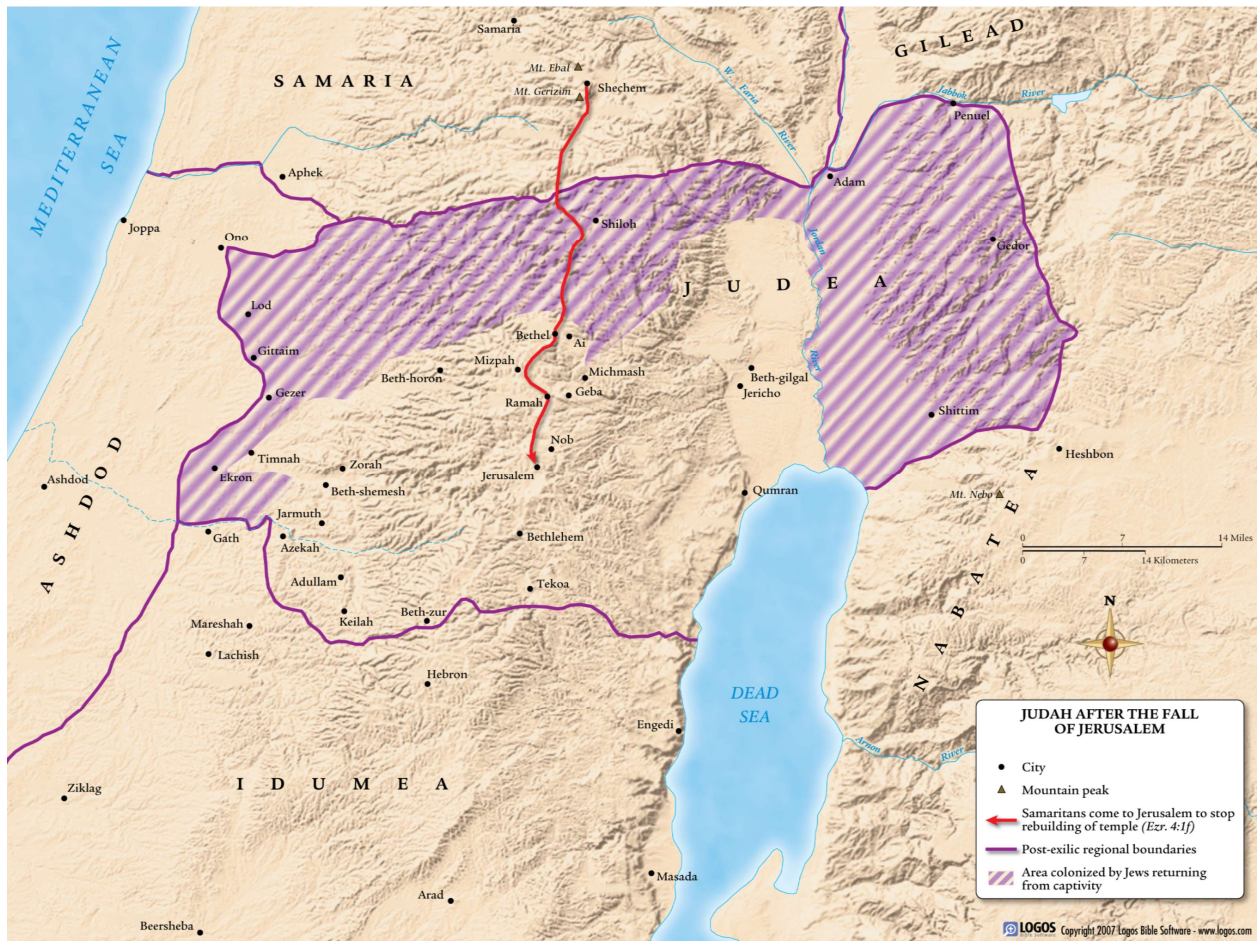 Samaria
GILEAD
MEDITERRANEAN
SEA
SAMARIA
Mt. Ebal
Shechem
Mt. Gerizim
W. Faria
River
Jabbok
River
Penuel
Aphek
Adam
Joppa
Ono
Shiloh
Jordan
River
Gedor
JUDEA
Lod
Gittaim
Bethel
Ai
Mizpah
Michmash
Beth-horon
Beth-gilgal
Jericho
Gezer
Ramah
Geba
Shittim
Nob
Heshbon
Timnah
Zorah
Ekron
Jerusalem
Ashdod
Beth-shemesh
Qumran
Mt. Nebo
ASHDOD
Jarmuth
Gath
Azekah
Bethlehem
0 7 14 Miles
0 7 14 Kilometers
Adullam
Tekoa
Keilah
Beth-zur
Mareshah
Lachish
N
NABATEA
Hebron
DEAD
SEA
Engedi
Arnon
River
IDUMEA
Ziklag
Masada
Arad
Beersheba
JUDAH AFTER THE FALL
OF JERUSALEM
City
Mountain peak
Samaritans come to Jerusalem to stop
rebuilding of temple (Ezr. 4:1f)
Post-exilic regional boundaries
Area colonized by Jews returning
from captivity
LOGOS Copyright 2007 Logos Bible Software - www.logos.com